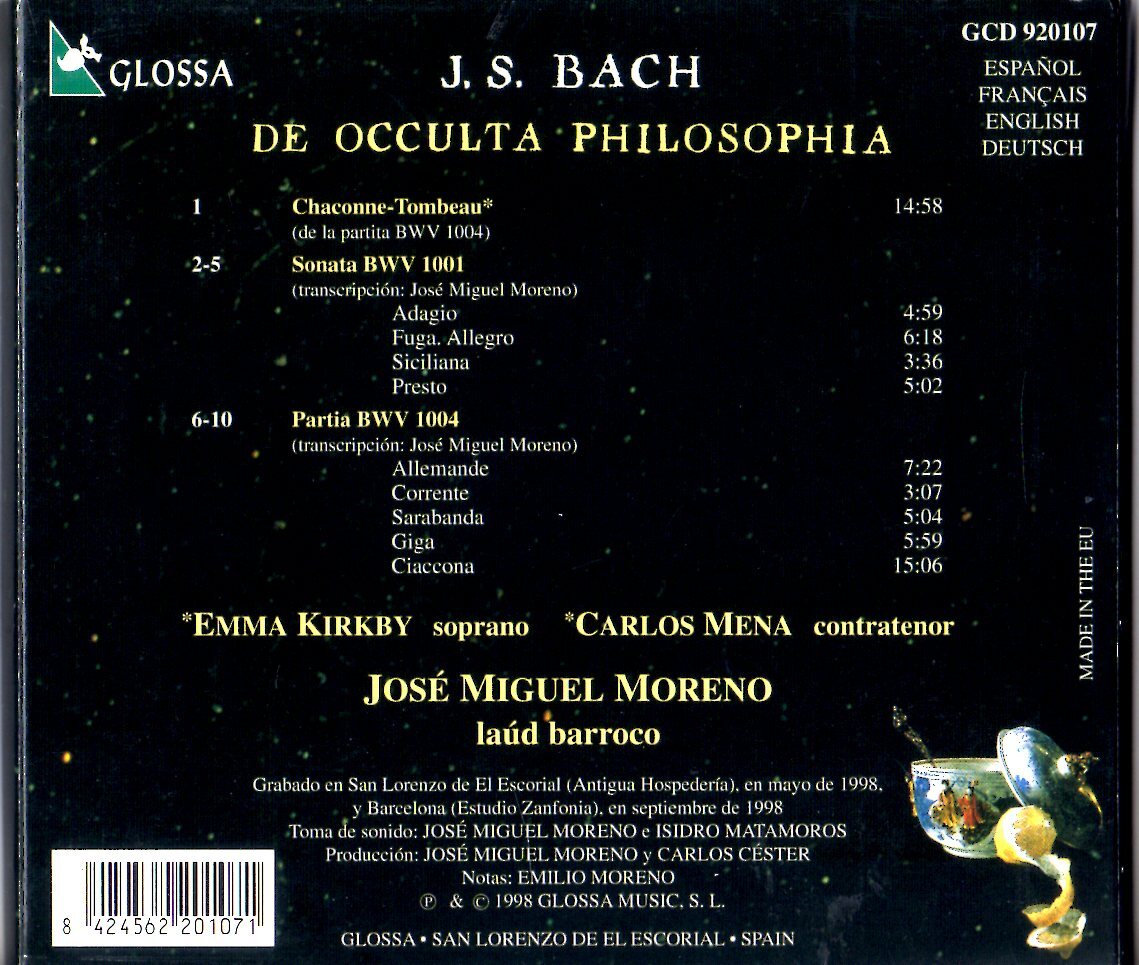 GLOSSA
J. S. BACH
GCD 920107
ESPAÑOL
FRANÇAIS
ENGLISH
DEUTSCH
DE OCCULTA PHILOSOPHIA
1 Chaconne-Tombeau* 14:58
(de la partita BWV 1004)
2-5 Sonata BWV 1001
(transcripción: José Miguel Moreno)
Adagio 4:59
Fuga. Allegro 6:18
Siciliana 3:36
Presto 5:02
6-10 Partia BWV 1004
(transcripción: José Miguel Moreno)
Allemande 7:22
Corrente 3:07
Sarabanda 5:04
Giga 5:59
Ciaccona 15:06
*EMMA KIRKBY soprano *CARLOS MENA contratenor
JOSÉ MIGUEL MORENO
laúd barroco
MADE IN THE EU
Grabado en San Lorenzo de El Escorial (Antigua Hospedería), en mayo de 1998,
y Barcelona (Estudio Zanfonia), en septiembre de 1998
Toma de sonido: JOSÉ MIGUEL MORENO e ISIDRO MATAMOROS
Producción: JOSÉ MIGUEL MORENO y CARLOS CÉSTER
Notas: EMILIO MORENO
℗ & © 1998 GLOSSA MUSIC, S. L.
8 424562 201071
GLOSSA • SAN LORENZO DE EL ESCORIAL • SPAIN